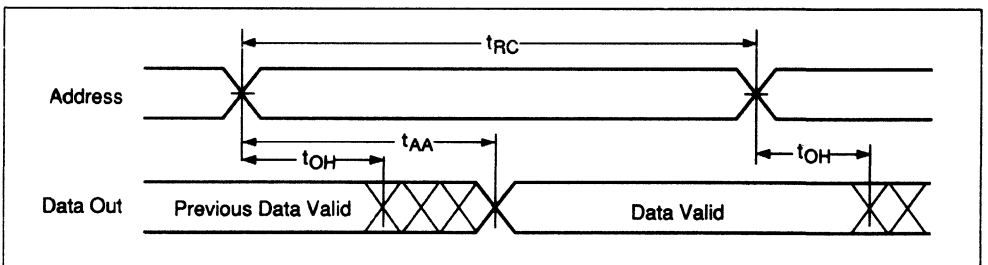 tRC
Address
tAA
tOH
tOH
Data Out
Previous Data Valid
Data Valid